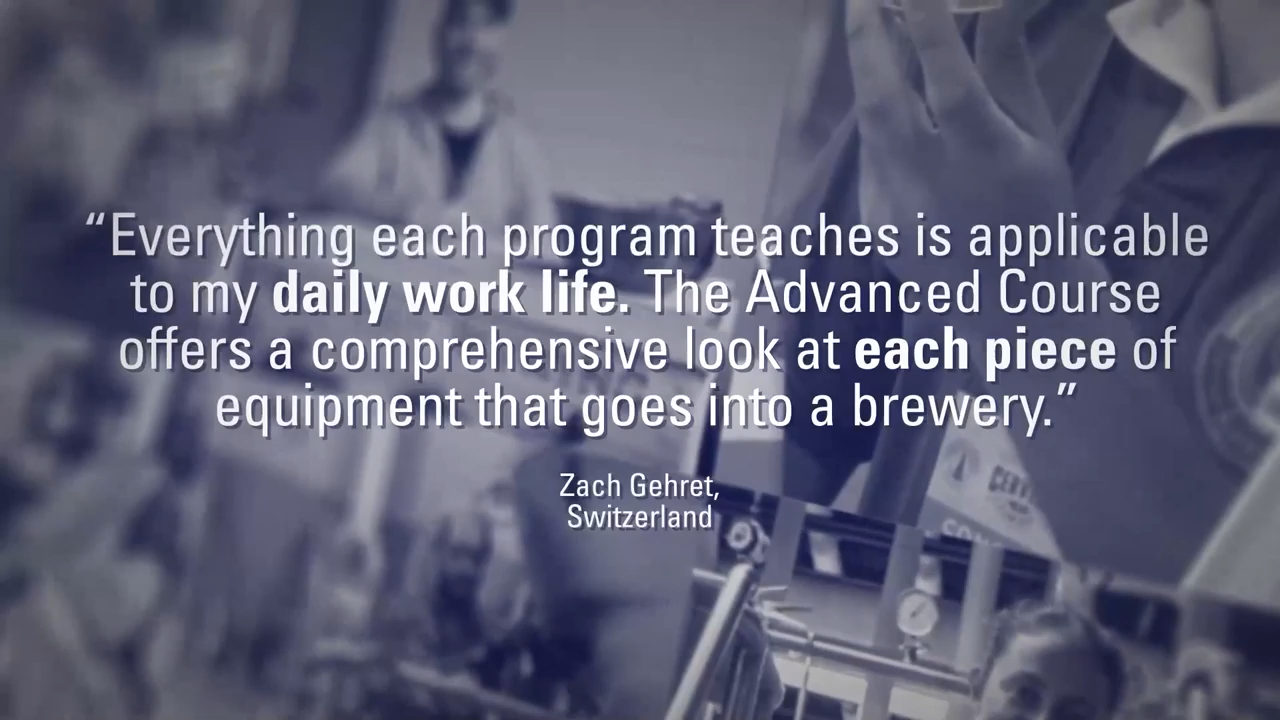 “Everything each program teaches is applicable
to my daily work life. The Advanced Course
offers a comprehensive look at each piece of
equipment that goes into a brewery.”
Zach Gehret,
Switzerland